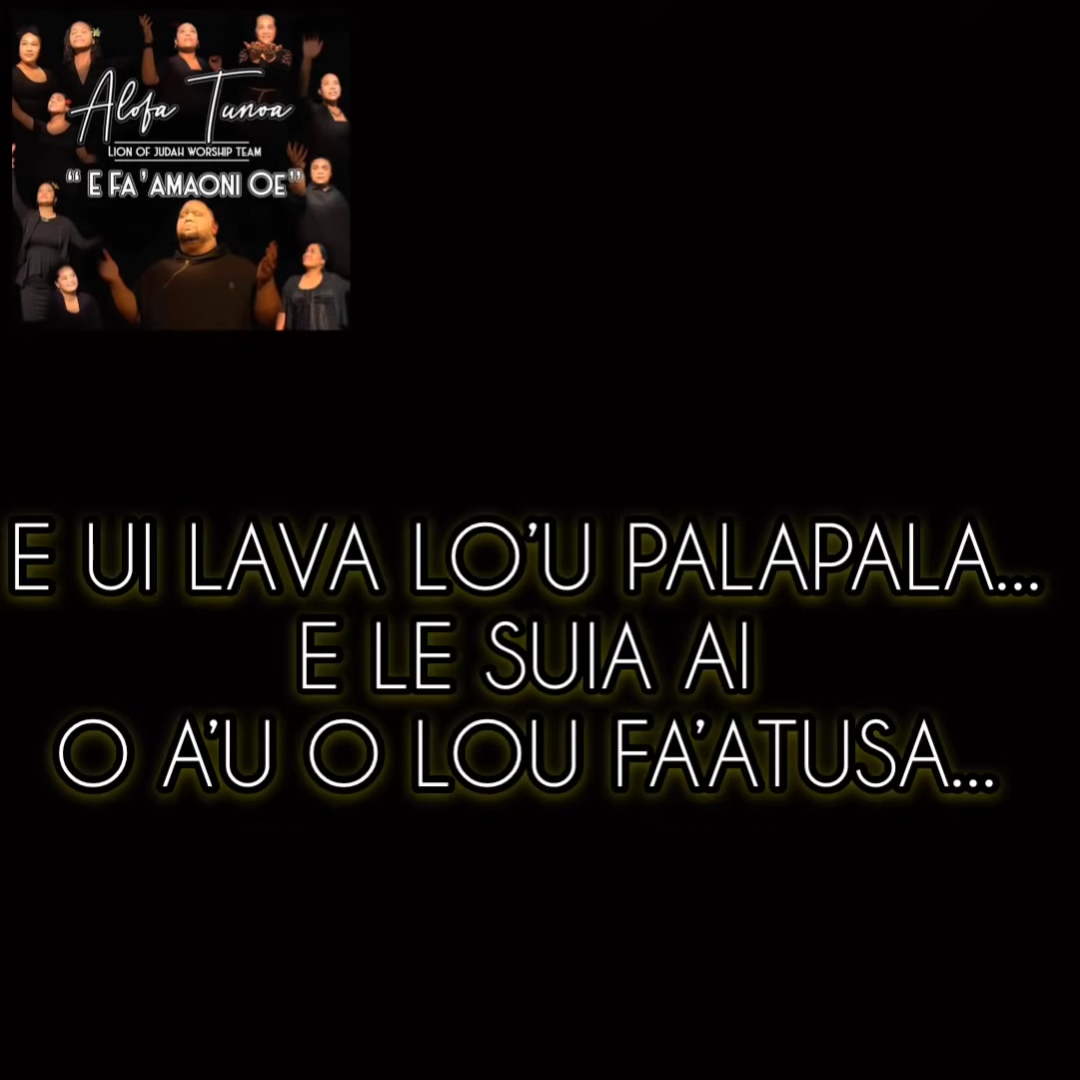 Alofa Tunoa
LION OF JUDAH WORSHIP TEAM
“E FA'AMAONI OE”
E UI LAVA LO'U PALAPALA...
E LE SUIA AI
O A'U O LOU FA'ATUSA...